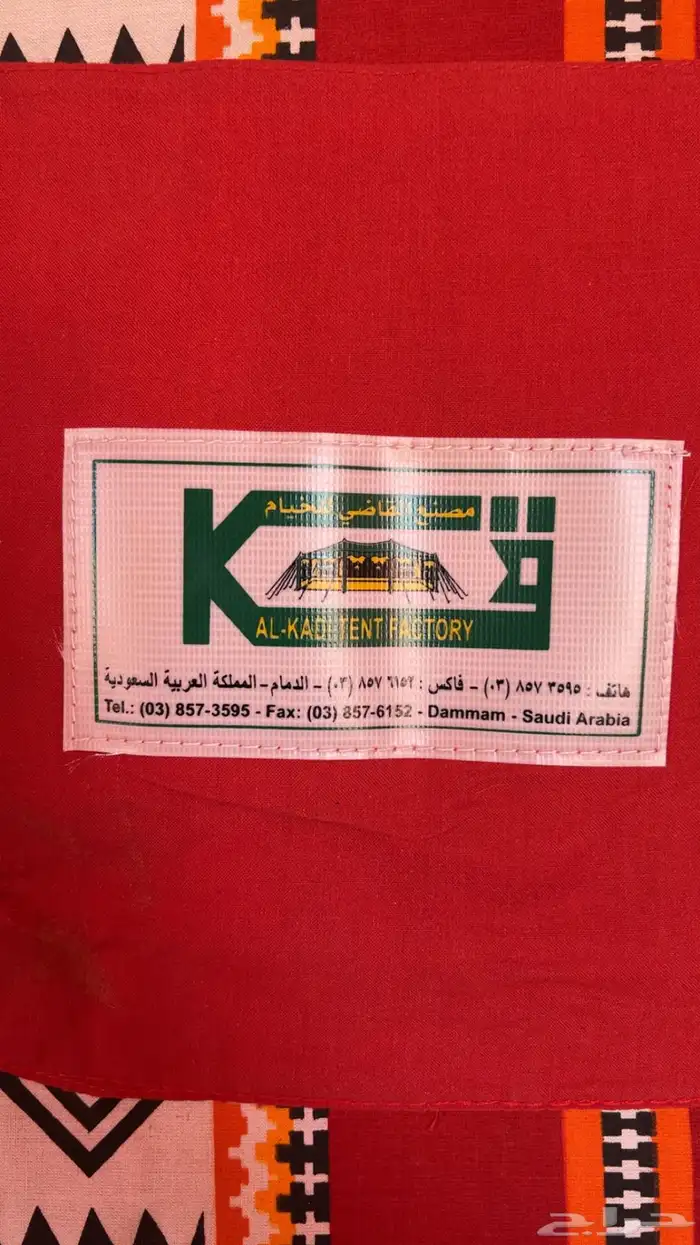 مصنع القاضي للخيام
ق
K
AL-KADI TENT FACTORY
هاتف : ٨٥٧ ٣٥٩٥ (٠٣) – فاكس : ٨٥٧ ٦١٥٢ (٠٣) – الدمام – المملكة العربية السعودية
Tel.: (03) 857-3595 - Fax: (03) 857-6152 - Dammam - Saudi Arabia
حراج